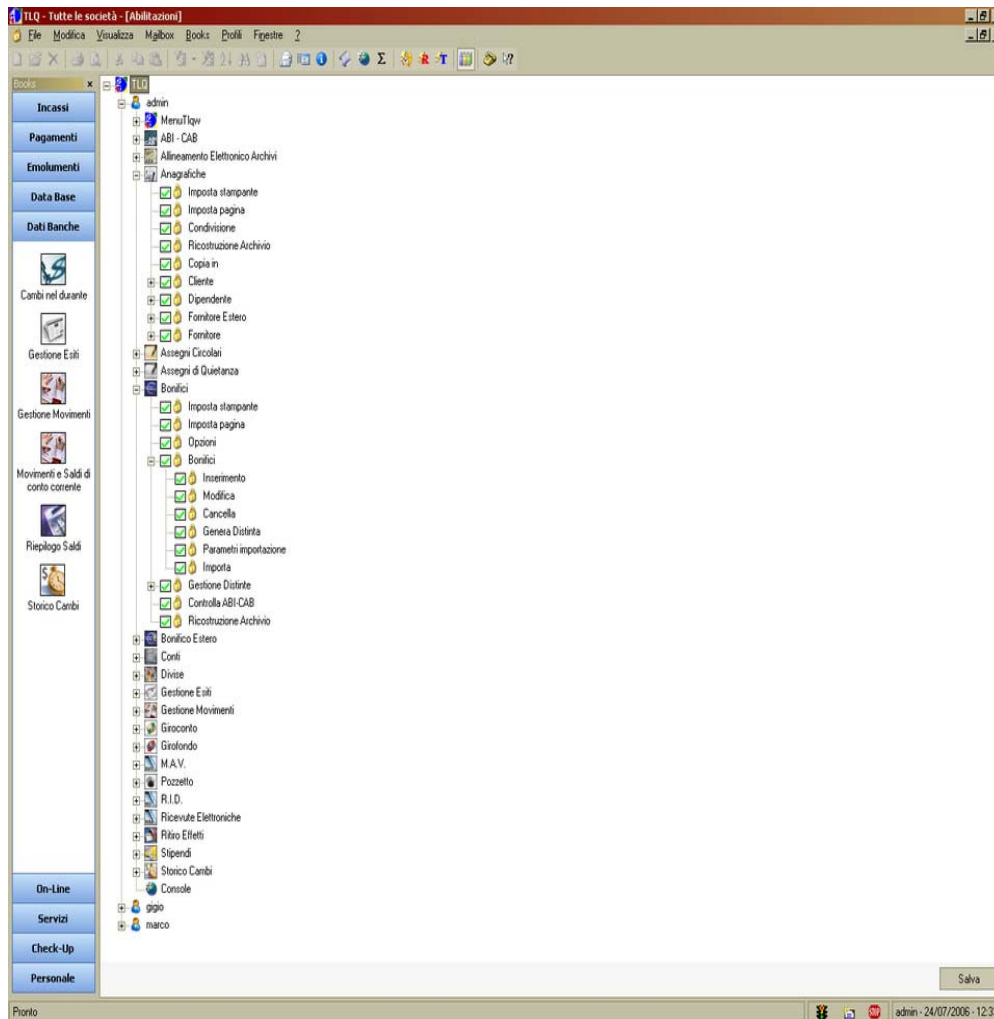 TLQ - Tutte le società - [Abilitazioni]
File Modifica Visualizza Mailbox Books Profili Finestre ?
Books x
Incassi
Pagamenti
Emolumenti
Data Base
Dati Banche
Cambi nel durante
Gestione Esiti
Gestione Movimenti
Movimenti e Saldi di
conto corrente
Riepilogo Saldi
Storico Cambi
On-Line
Servizi
Check-Up
Personale
TLQ
admin
MenuTlqw
ABI - CAB
Allineamento Elettronico Archivi
Anagrafiche
Imposta stampante
Imposta pagina
Condivisione
Ricostruzione Archivio
Copia in
Cliente
Dipendente
Fornitore Estero
Fornitore
Assegni Circolari
Assegni di Quietanza
Bonifici
Imposta stampante
Imposta pagina
Opzioni
Bonifici
Inserimento
Modifica
Cancella
Genera Distinta
Parametri importazione
Importa
Gestione Distinte
Controlla ABI-CAB
Ricostruzione Archivio
Bonifico Estero
Conti
Divise
Gestione Esiti
Gestione Movimenti
Giroconto
Girofondo
M.A.V.
Pozzetto
R.I.D.
Ricevute Elettroniche
Ritiro Effetti
Stipendi
Storico Cambi
Console
gigio
marco
Salva
Pronto
STOP
admin - 24/07/2006 - 12:3